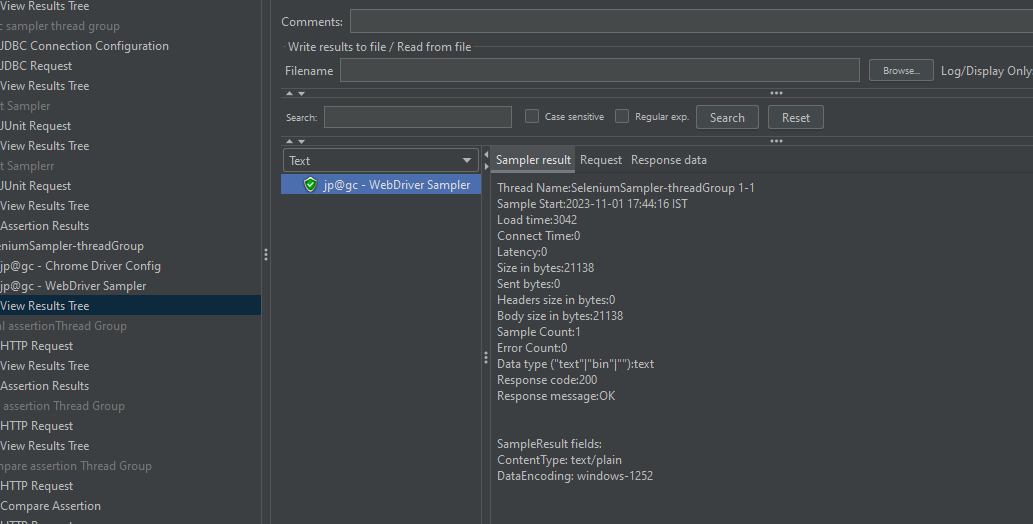 View Results Tree
c sampler thread group
JDBC Connection Configuration
JDBC Request
View Results Tree
t Sampler
JUnit Request
View Results Tree
t Samplerr
JUnit Request
View Results Tree
Assertion Results
eniumSampler-threadGroup
jp@gc - Chrome Driver Config
jp@gc - WebDriver Sampler
View Results Tree
al assertionThread Group
HTTP Request
View Results Tree
Assertion Results
assertion Thread Group
HTTP Request
View Results Tree
mpare assertion Thread Group
HTTP Request
Compare Assertion
HTTP Request
Comments:
Write results to file / Read from file
Filename Browse... Log/Display Only
Search: Case sensitive Regular exp. Search Reset
Text
jp@gc - WebDriver Sampler
Sampler result Request Response data
Thread Name:SeleniumSampler-threadGroup 1-1
Sample Start:2023-11-01 17:44:16 IST
Load time:3042
Connect Time:0
Latency:0
Size in bytes:21138
Sent bytes:0
Headers size in bytes:0
Body size in bytes:21138
Sample Count:1
Error Count:0
Data type ("text"|"bin"|""):text
Response code:200
Response message:OK
SampleResult fields:
ContentType: text/plain
DataEncoding: windows-1252